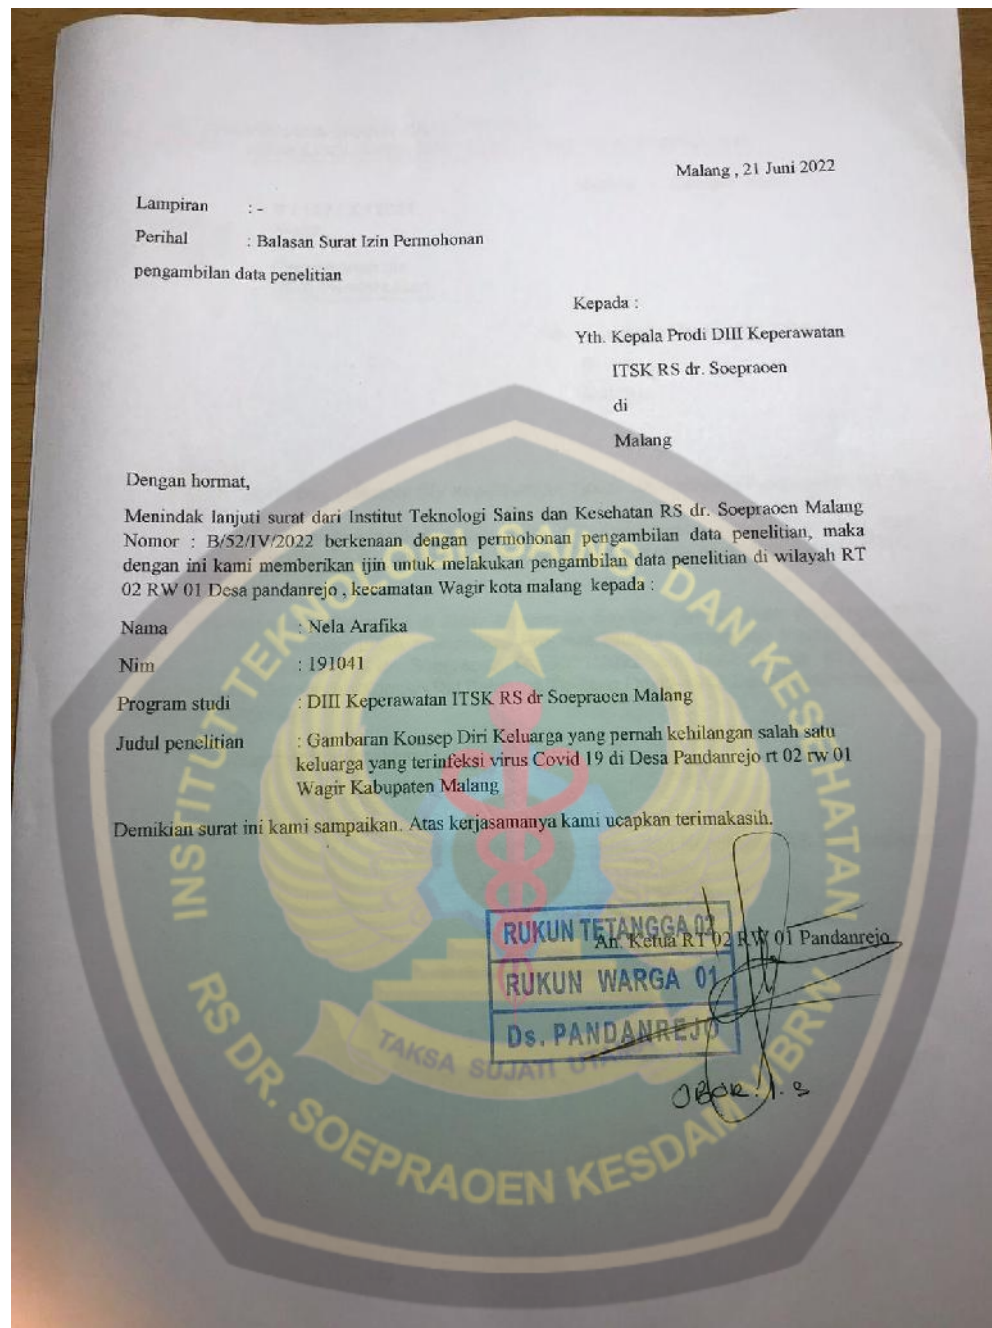 Malang , 21 Juni 2022
Lampiran : -
Perihal : Balasan Surat Izin Permohonan
pengambilan data penelitian
Kepada :
Yth. Kepala Prodi DIII Keperawatan
ITSK RS dr. Soepraoen
di
Malang
Dengan hormat,
Menindak lanjuti surat dari Institut Teknologi Sains dan Kesehatan RS dr. Soepraoen Malang
Nomor : B/52/IV/2022 berkenaan dengan permohonan pengambilan data penelitian, maka
dengan ini kami memberikan ijin untuk melakukan pengambilan data penelitian di wilayah RT
02 RW 01 Desa pandanrejo , kecamatan Wagir kota malang kepada :
Nama : Nela Arafika
Nim : 191041
Program studi : DIII Keperawatan ITSK RS dr Soepraoen Malang
Judul penelitian : Gambaran Konsep Diri Keluarga yang pernah kehilangan salah satu
keluarga yang terinfeksi virus Covid 19 di Desa Pandanrejo rt 02 rw 01
Wagir Kabupaten Malang
Demikian surat ini kami sampaikan. Atas kerjasamanya kami ucapkan terimakasih.
RUKUN TETANGGA 02
An. Ketua RT 02 RW 01 Pandanrejo
RUKUN WARGA 01
Ds. PANDANREJO
OBOR. I. S
INSTITUT TEKNOLOGI SAINS DAN KESEHATAN
RS DR. SOEPRAOEN KESDAM V/BRW
TAKSA SUJATI